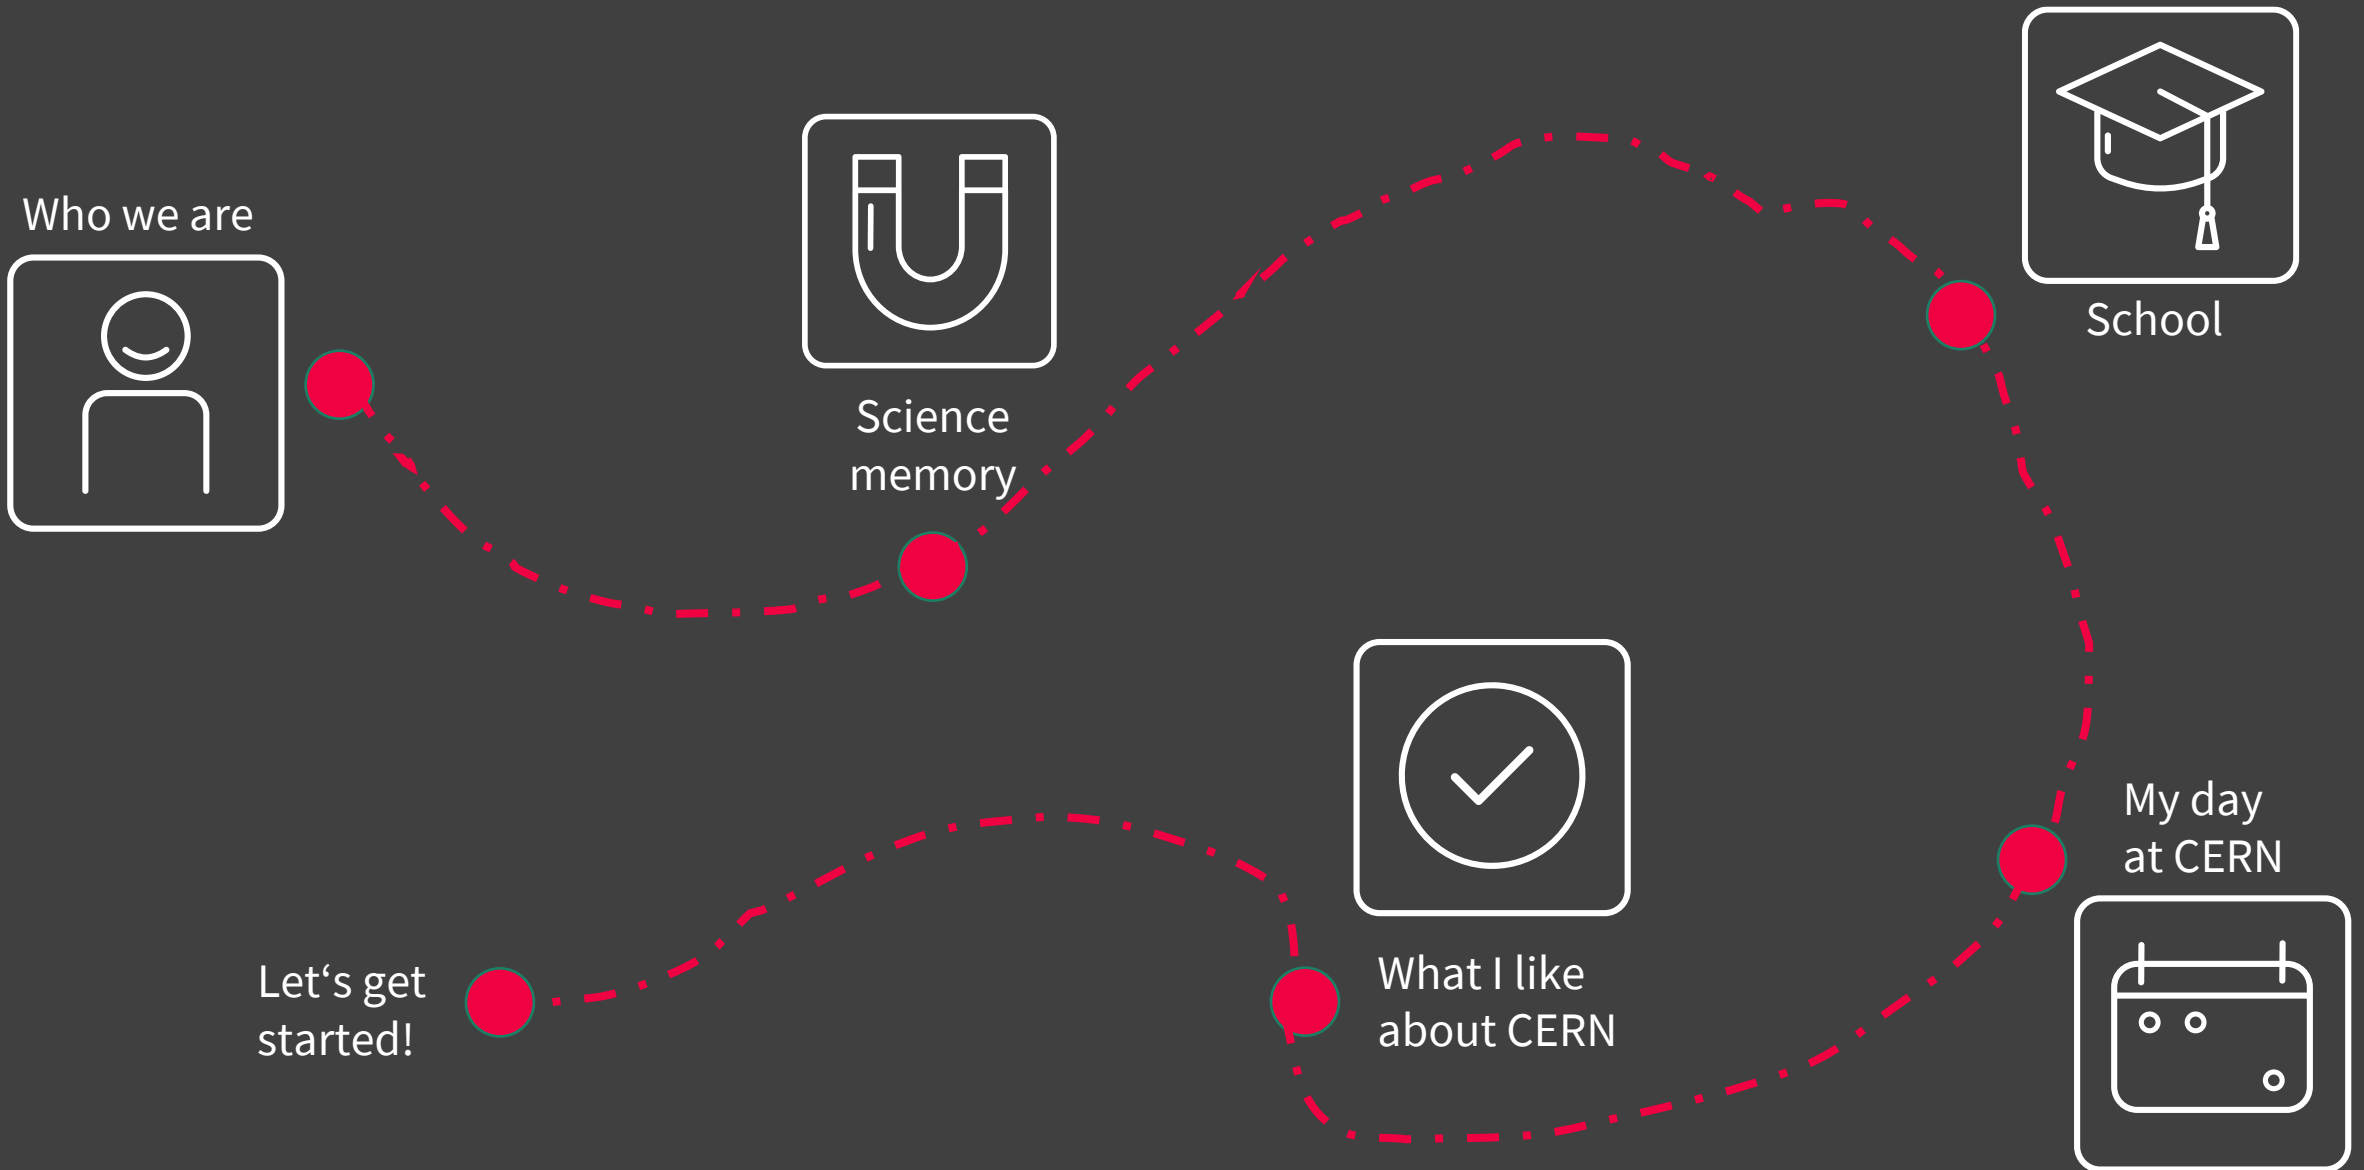 Who we are
Science
memory
School
My day
at CERN
What I like
about CERN
Let‘s get
started!